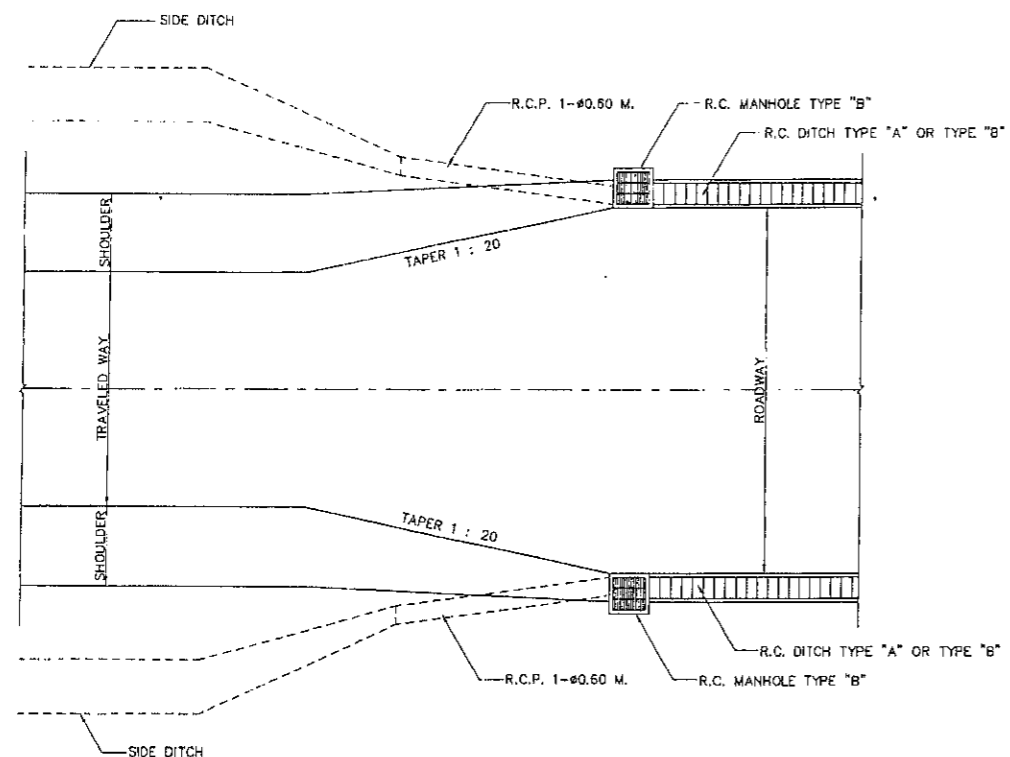 SIDE DITCH
R.C.P. 1-ø0.60 M.
R.C. MANHOLE TYPE "B"
R.C. DITCH TYPE "A" OR TYPE "B"
SHOULDER
TAPER 1 : 20
TRAVELED WAY
ROADWAY
TAPER 1 : 20
SHOULDER
R.C. DITCH TYPE "A" OR TYPE "B"
R.C.P. 1-ø0.60 M.
R.C. MANHOLE TYPE "B"
SIDE DITCH